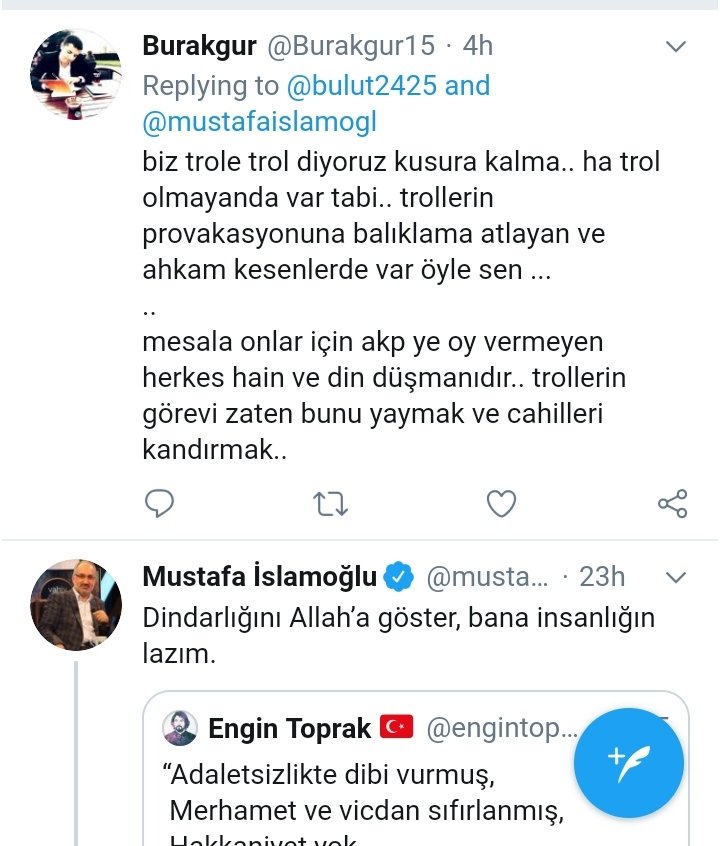 Burakgur @Burakgur15 · 4h
Replying to @bulut2425 and
@mustafaislamogl
biz trole trol diyoruz kusura kalma.. ha trol
olmayanda var tabi.. trollerin
provakasyonuna balıklama atlayan ve
ahkam kesenlerde var öyle sen ...
..
mesala onlar için akp ye oy vermeyen
herkes hain ve din düşmanıdır.. trollerin
görevi zaten bunu yaymak ve cahilleri
kandırmak..
Mustafa İslamoğlu @musta... · 23h
Dindarlığını Allah’a göster, bana insanlığın
lazım.
Engin Toprak @engintop...
“Adaletsizlikte dibi vurmuş,
Merhamet ve vicdan sıfırlanmış,
Hakkaniyet yok